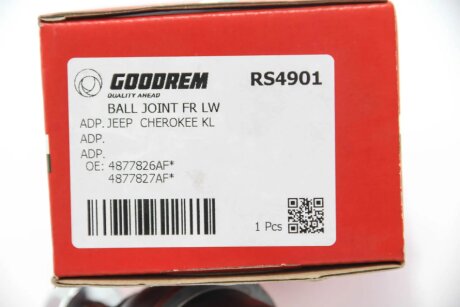 GOODREM RS4901
QUALITY AHEAD
BALL JOINT FR LW
ADP. JEEP CHEROKEE KL
ADP.
ADP.
OE: 4877826AF*
4877827AF*
1 Pcs